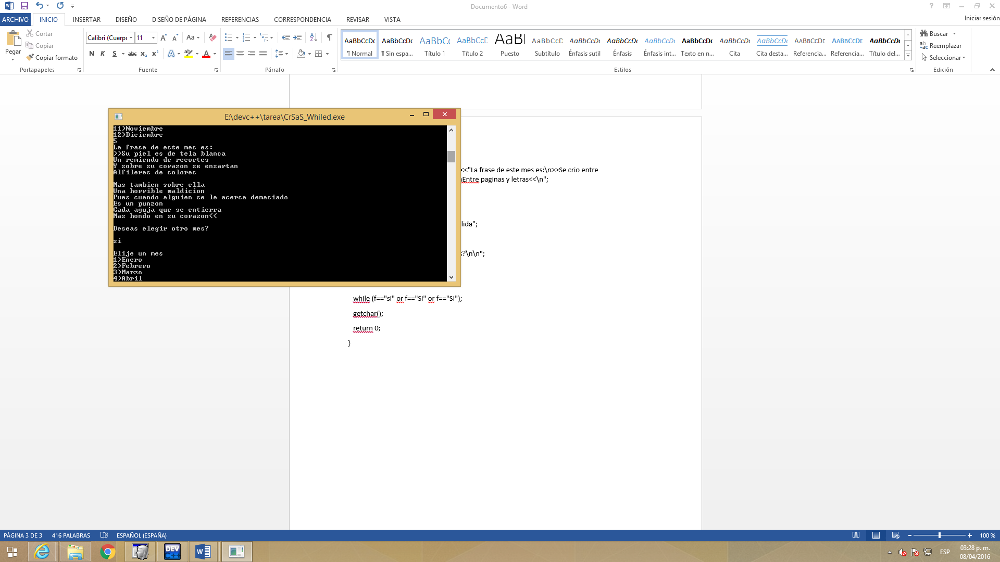 Documento6 - Word
ARCHIVO INICIO INSERTAR DISEÑO DISEÑO DE PÁGINA REFERENCIAS CORRESPONDENCIA REVISAR VISTA
Iniciar sesión
Pegar
Cortar
Copiar
Copiar formato
Portapapeles
Calibri (Cuerpo 11
Aa
N K S abc x₂ x²
Fuente
Párrafo
AaBbCcDc AaBbCcDc AaBbCc AaBbCcD AaBl AaBbCcD AaBbCcDc AaBbCcDc AaBbCcDc AaBbCcDc AaBbCcDc AaBbCcDc AABBCCDE AABBCCDE AaBbCcDc
¶ Normal ¶ Sin espa... Título 1 Título 2 Puesto Subtítulo Énfasis sutil Énfasis Énfasis int... Texto en n... Cita Cita desta... Referencia... Referencia... Título del...
Estilos
Buscar
Reemplazar
Seleccionar
Edición
E:\devc++\tarea\CrSaS_Whiled.exe
11)Noviembre
12)Diciembre
5
La frase de este mes es:
>>Su piel es de tela blanca
Un remiendo de recortes
Y sobre su corazon se ensartan
Alfileres de colores
Mas tambien sobre ella
Una horrible maldicion
Pues cuando alguien se le acerca demasiado
Es un punzon
Cada aguja que se entierra
Mas hondo en su corazon<<
Deseas elegir otro mes?
si
Elije un mes
1)Enero
2)Febrero
3)Marzo
4)Abril
<<"La frase de este mes es:\n>>Se crio entre
nEntre paginas y letras<<\n";
lida";
s?\n\n";
while (f=="si" or f=="Si" or f=="SI");
getchar();
return 0;
}
PÁGINA 3 DE 3 416 PALABRAS ESPAÑOL (ESPAÑA)
100 %
DEV C++
ESP
03:28 p. m.
08/04/2016